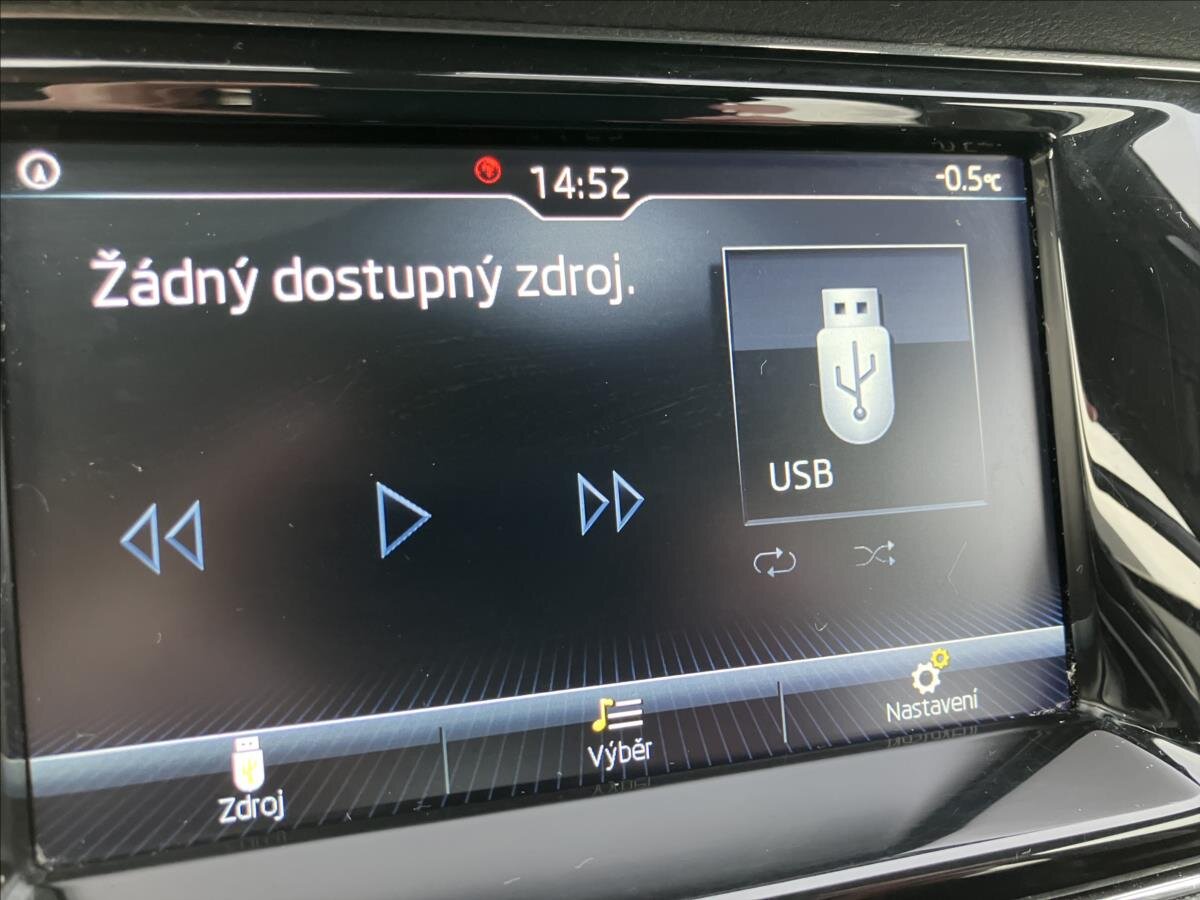 14:52
-0.5°C
Žádný dostupný zdroj.
USB
Zdroj
Výběr
Nastavení